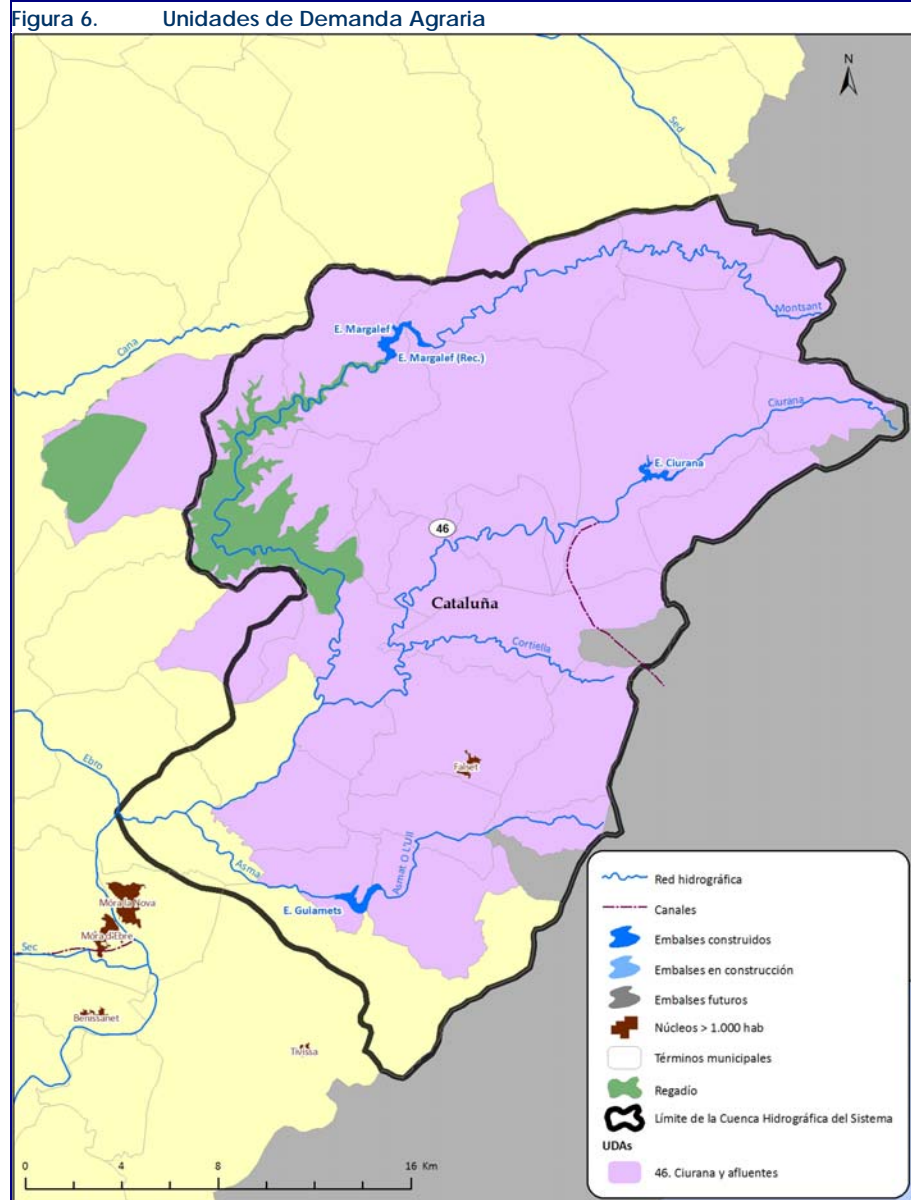 Figura 6. Unidades de Demanda Agraria
N
Sed
Montsant
E. Margalef
Cana
E. Margalef (Rec.)
Ciurana
E. Ciurana
46
Cataluña
Cortiella
Ebro
Falset
Asmat O L'Ull
Asmat
E. Guiamets
Móra la Nova
Móra d'Ebre
Sec
Benissanet
Tivissa
Red hidrográfica
Canales
Embalses construidos
Embalses en construcción
Embalses futuros
Núcleos > 1.000 hab
Términos municipales
Regadío
Límite de la Cuenca Hidrográfica del Sistema
UDAs
46. Ciurana y afluentes
0 4 8 16 Km